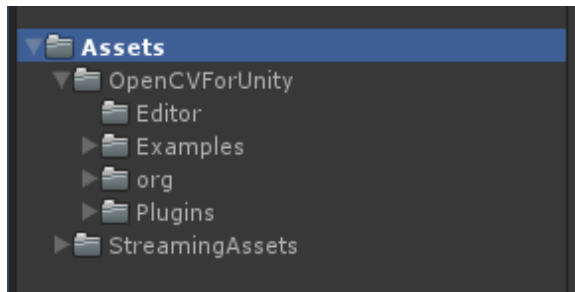 Assets
OpenCVForUnity
Editor
Examples
org
Plugins
StreamingAssets